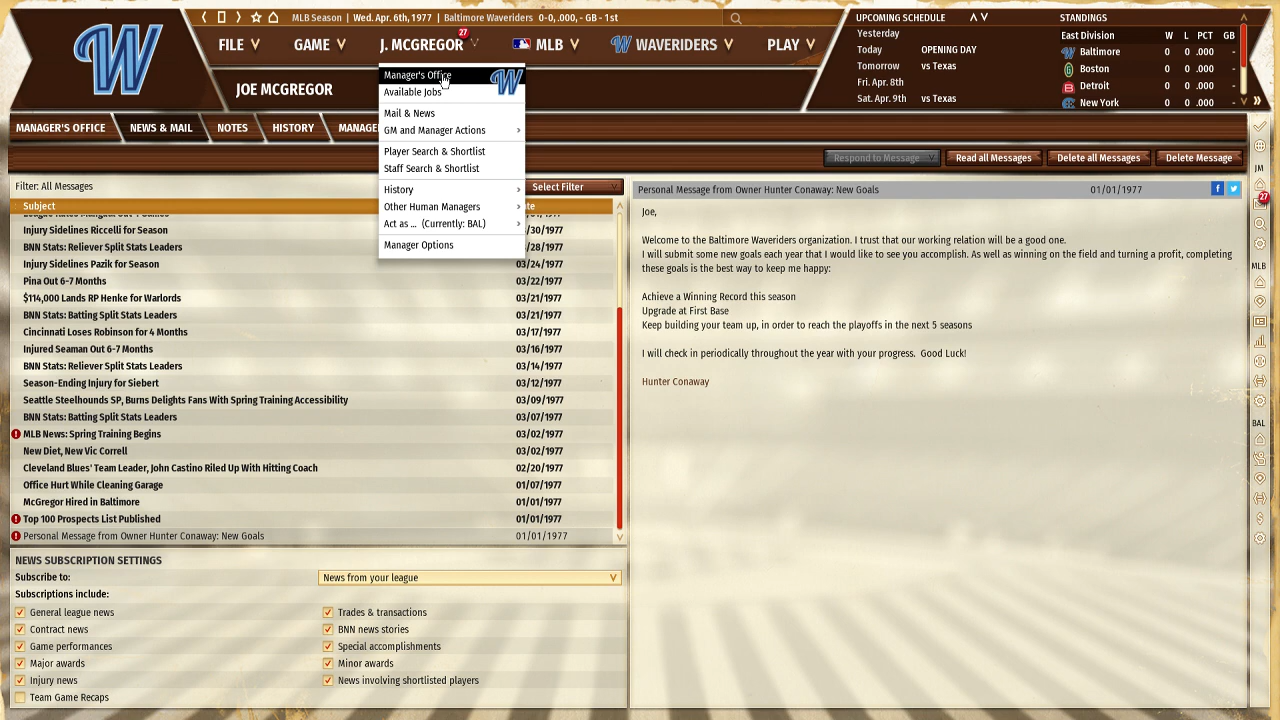 MLB Season | Wed. Apr. 6th, 1977 | Baltimore Waveriders 0-0, .000, - GB - 1st
FILE GAME J. MCGREGOR 27 MLB WAVERIDERS PLAY
UPCOMING SCHEDULE
Yesterday
Today OPENING DAY
Tomorrow vs Texas
Fri. Apr. 8th
Sat. Apr. 9th vs Texas
STANDINGS
East Division W L PCT GB
Baltimore 0 0 .000 -
Boston 0 0 .000 -
Detroit 0 0 .000 -
New York 0 0 .000 -
W
JOE MCGREGOR
Manager's Office
Available Jobs
Mail & News
GM and Manager Actions
Player Search & Shortlist
Staff Search & Shortlist
History
Other Human Managers
Act as ... (Currently: BAL)
Manager Options
MANAGER'S OFFICE NEWS & MAIL NOTES HISTORY MANAGE
Respond to Message Read all Messages Delete all Messages Delete Message
Filter: All Messages Select Filter
Subject te
Injury Sidelines Riccelli for Season /30/1977
BNN Stats: Reliever Split Stats Leaders /28/1977
Injury Sidelines Pazik for Season 03/24/1977
Pina Out 6-7 Months 03/22/1977
$114,000 Lands RP Henke for Warlords 03/21/1977
BNN Stats: Batting Split Stats Leaders 03/21/1977
Cincinnati Loses Robinson for 4 Months 03/17/1977
Injured Seaman Out 6-7 Months 03/16/1977
BNN Stats: Reliever Split Stats Leaders 03/14/1977
Season-Ending Injury for Siebert 03/12/1977
Seattle Steelhounds SP, Burns Delights Fans With Spring Training Accessibility 03/09/1977
BNN Stats: Batting Split Stats Leaders 03/07/1977
MLB News: Spring Training Begins 03/02/1977
New Diet, New Vic Correll 03/02/1977
Cleveland Blues' Team Leader, John Castino Riled Up With Hitting Coach 02/20/1977
Office Hurt While Cleaning Garage 01/07/1977
McGregor Hired in Baltimore 01/01/1977
Top 100 Prospects List Published 01/01/1977
Personal Message from Owner Hunter Conaway: New Goals 01/01/1977
NEWS SUBSCRIPTION SETTINGS
Subscribe to: News from your league
Subscriptions include:
General league news Trades & transactions
Contract news BNN news stories
Game performances Special accomplishments
Major awards Minor awards
Injury news News involving shortlisted players
Team Game Recaps
Personal Message from Owner Hunter Conaway: New Goals 01/01/1977
Joe,
Welcome to the Baltimore Waveriders organization. I trust that our working relation will be a good one.
I will submit some new goals each year that I would like to see you accomplish. As well as winning on the field and turning a profit, completing
these goals is the best way to keep me happy:
Achieve a Winning Record this season
Upgrade at First Base
Keep building your team up, in order to reach the playoffs in the next 5 seasons
I will check in periodically throughout the year with your progress. Good Luck!
Hunter Conaway
JM
27
MLB
BAL